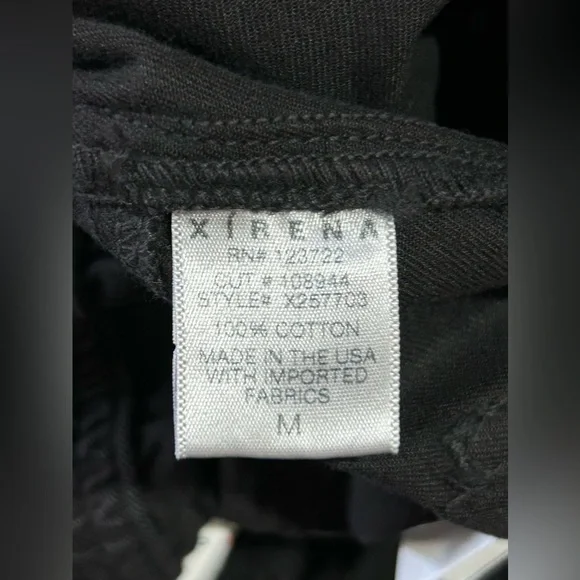 XIRENA
RN# 123722
CUT # 108944
STYLE# X257703
100% COTTON
MADE IN THE USA
WITH IMPORTED
FABRICS
M